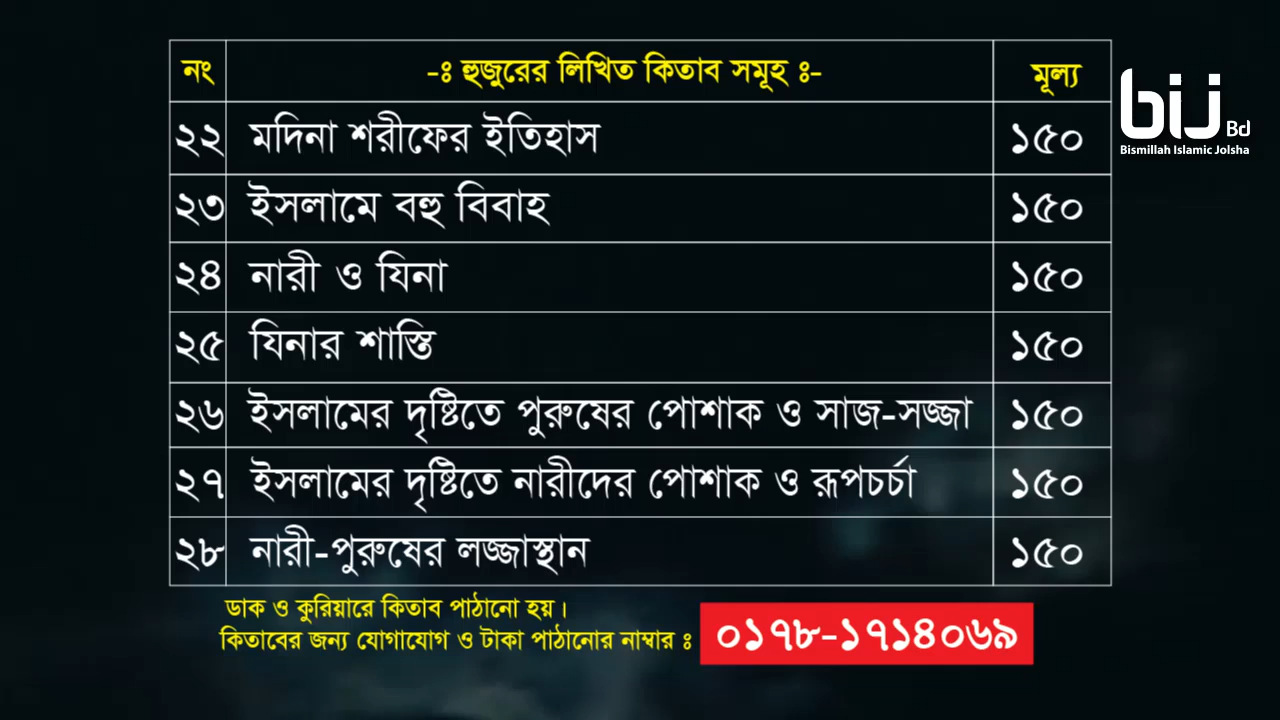 নং -ঃ হুজুরের লিখিত কিতাব সমূহ ঃ- মূল্য
২২ মদিনা শরীফের ইতিহাস ১৫০
২৩ ইসলামে বহু বিবাহ ১৫০
২৪ নারী ও যিনা ১৫০
২৫ যিনার শাস্তি ১৫০
২৬ ইসলামের দৃষ্টিতে পুরুষের পোশাক ও সাজ-সজ্জা ১৫০
২৭ ইসলামের দৃষ্টিতে নারীদের পোশাক ও রূপচর্চা ১৫০
২৮ নারী-পুরুষের লজ্জাস্থান ১৫০
ডাক ও কুরিয়ারে কিতাব পাঠানো হয়।
কিতাবের জন্য যোগাযোগ ও টাকা পাঠানোর নাম্বার ঃ ০১৭৮-১৭১৪০৬৯
bij Bd
Bismillah Islamic Jolsha